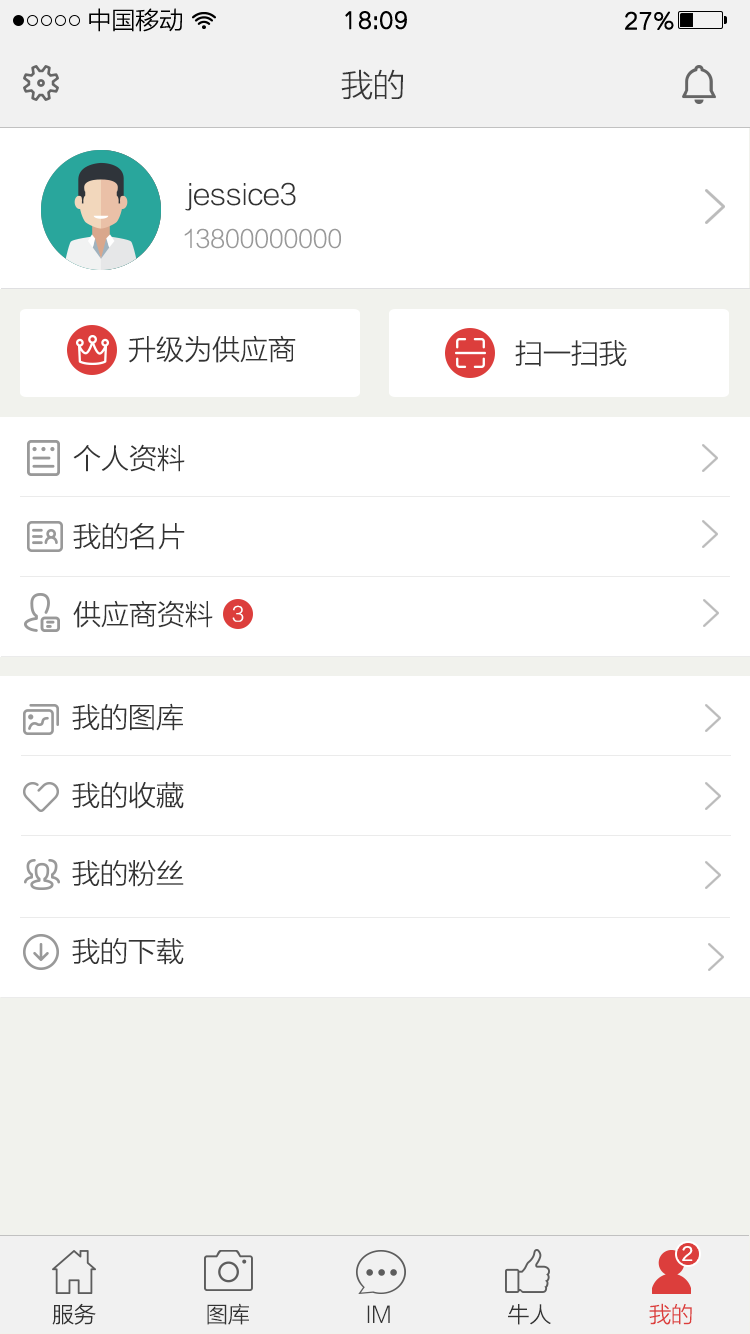 中国移动 18:09 27%
我的
jessice3
13800000000
升级为供应商 扫一扫我
个人资料
我的名片
供应商资料 3
我的图库
我的收藏
我的粉丝
我的下载
2
服务 图库 IM 牛人 我的